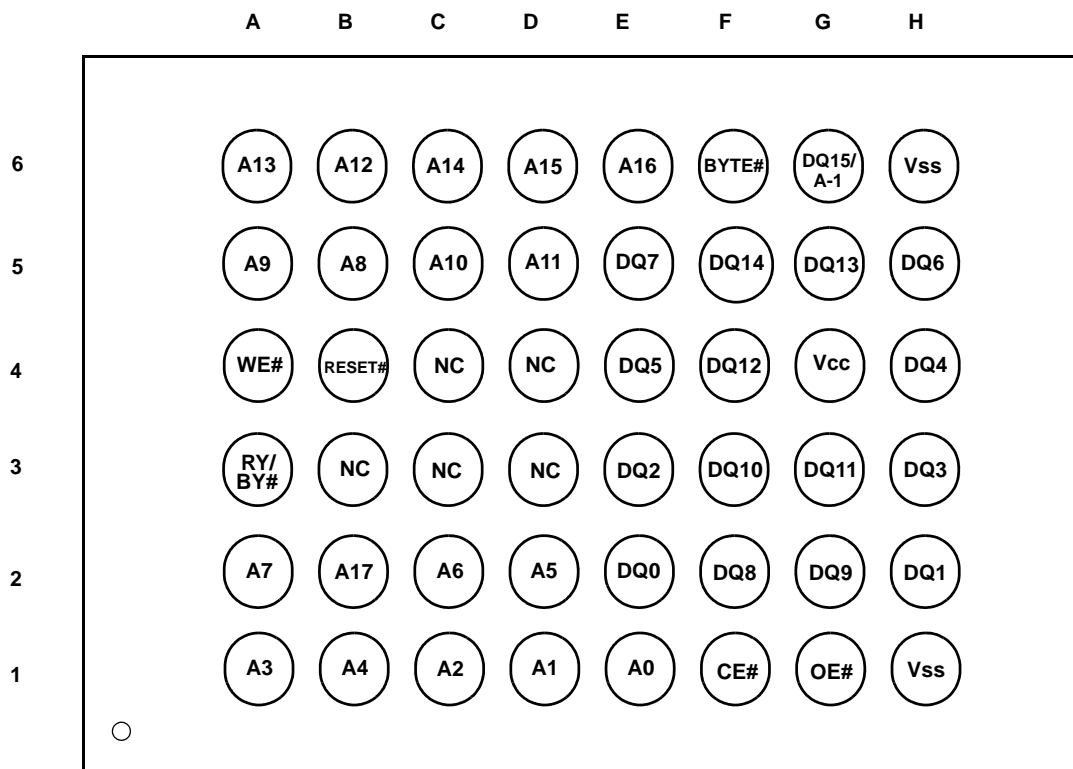 A B C D E F G H
6 A13 A12 A14 A15 A16 BYTE# DQ15/ A-1 Vss
5 A9 A8 A10 A11 DQ7 DQ14 DQ13 DQ6
4 WE# RESET# NC NC DQ5 DQ12 Vcc DQ4
3 RY/ BY# NC NC NC DQ2 DQ10 DQ11 DQ3
2 A7 A17 A6 A5 DQ0 DQ8 DQ9 DQ1
1 A3 A4 A2 A1 A0 CE# OE# Vss